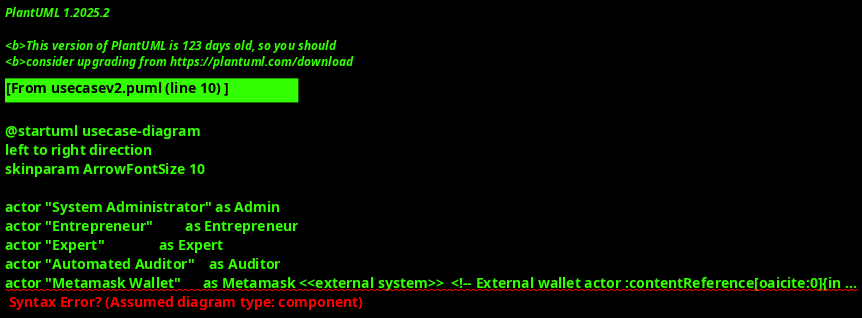 PlantUML 1.2025.2
<b>This version of PlantUML is 123 days old, so you should
<b>consider upgrading from https://plantuml.com/download
[From usecasev2.puml (line 10) ]
@startuml usecase-diagram
left to right direction
skinparam ArrowFontSize 10
actor "System Administrator" as Admin
actor "Entrepreneur"         as Entrepreneur
actor "Expert"               as Expert
actor "Automated Auditor"    as Auditor
actor "Metamask Wallet"      as Metamask <<external system>>  <!-- External wallet actor :contentReference[oaicite:0]{in ...
Syntax Error? (Assumed diagram type: component)